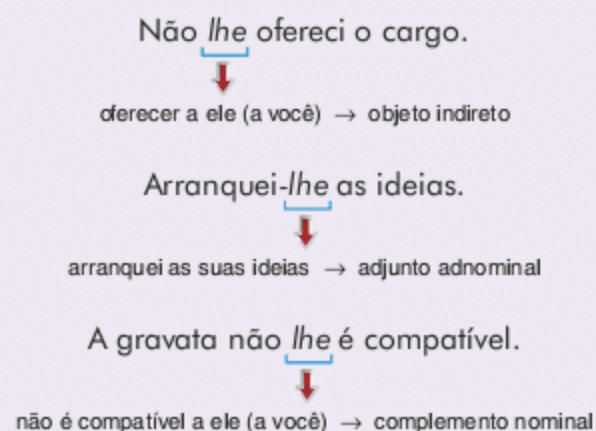 Não lhe ofereci o cargo.
oferecer a ele (a você) → objeto indireto
Arranquei-lhe as ideias.
arranquei as suas ideias → adjunto adnominal
A gravata não lhe é compatível.
não é compatível a ele (a você) → complemento nominal